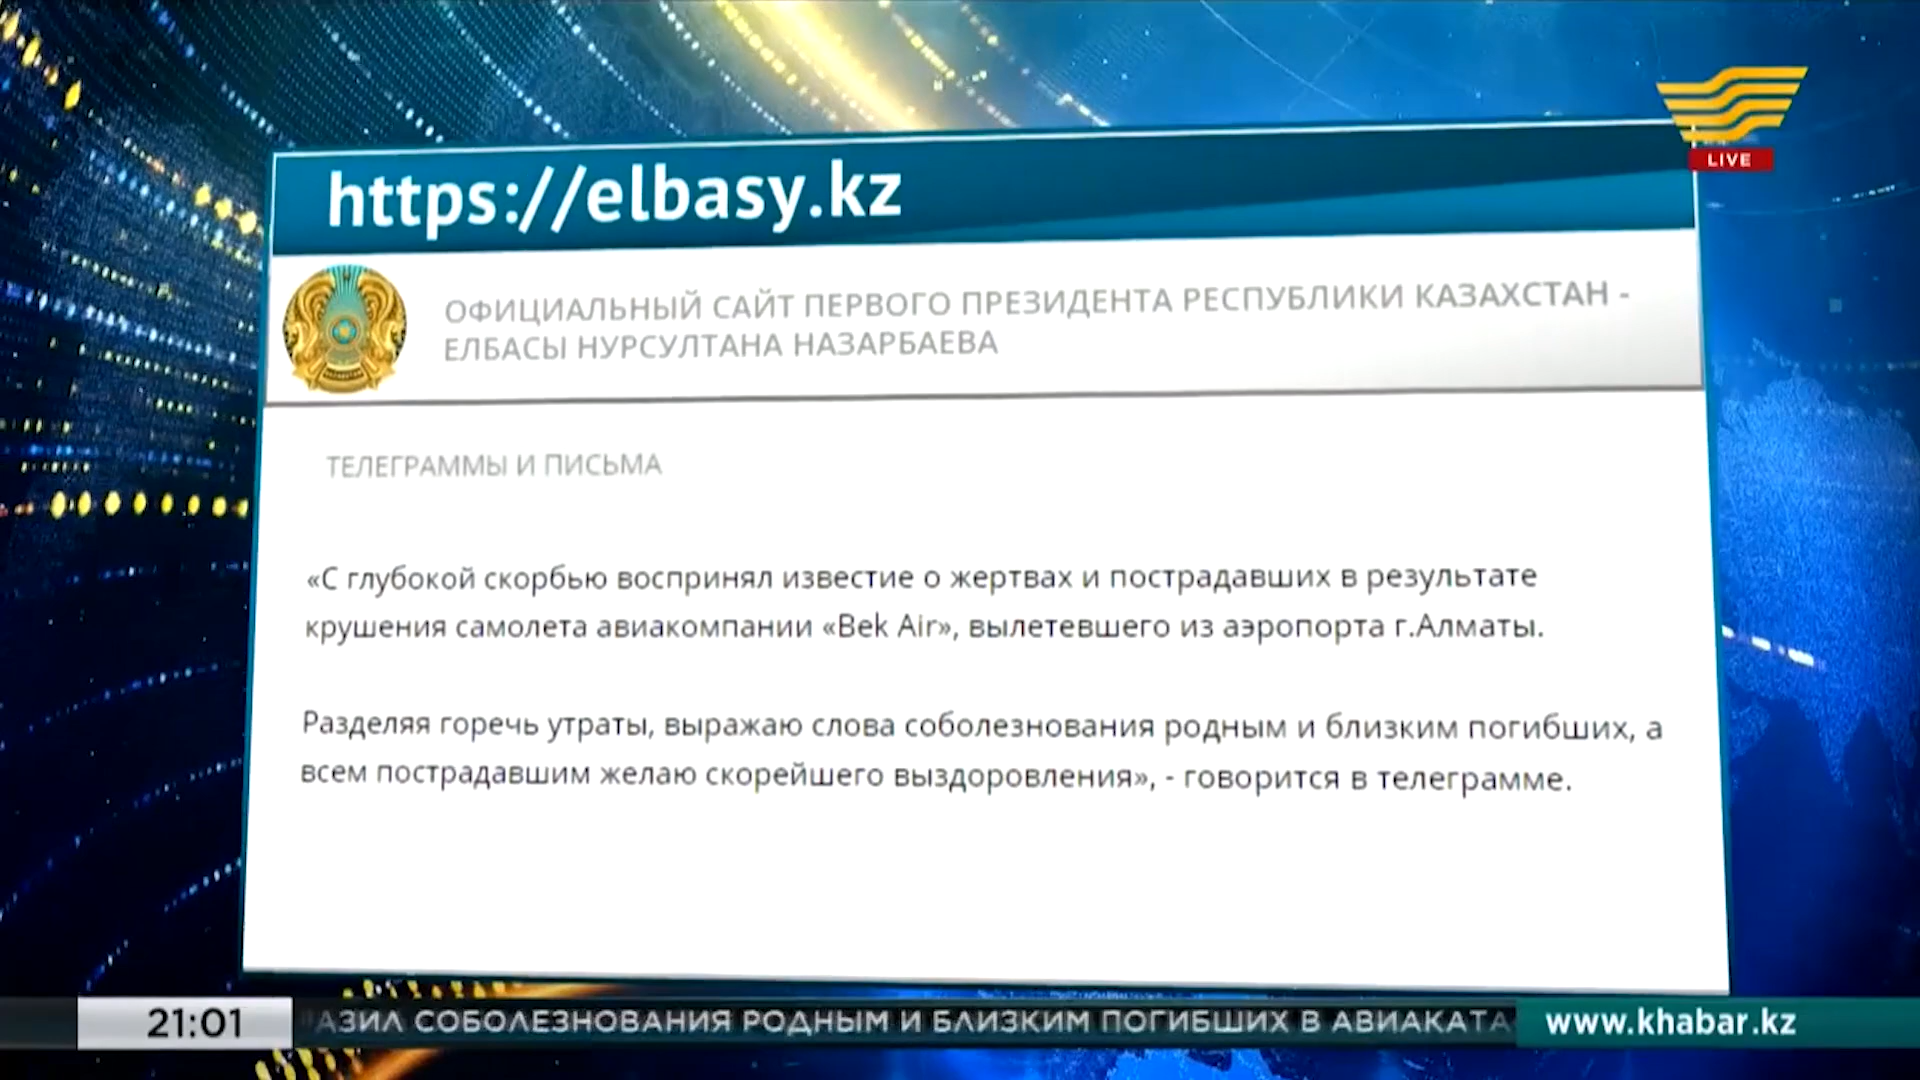 LIVE
https://elbasy.kz
ОФИЦИАЛЬНЫЙ САЙТ ПЕРВОГО ПРЕЗИДЕНТА РЕСПУБЛИКИ КАЗАХСТАН -
ЕЛБАСЫ НУРСУЛТАНА НАЗАРБАЕВА
ТЕЛЕГРАММЫ И ПИСЬМА
«С глубокой скорбью воспринял известие о жертвах и пострадавших в результате
крушения самолета авиакомпании «Bek Air», вылетевшего из аэропорта г.Алматы.
Разделяя горечь утраты, выражаю слова соболезнования родным и близким погибших, а
всем пострадавшим желаю скорейшего выздоровления», - говорится в телеграмме.
21:01 АЗИЛ СОБОЛЕЗНОВАНИЯ РОДНЫМ И БЛИЗКИМ ПОГИБШИХ В АВИАКАТА www.khabar.kz